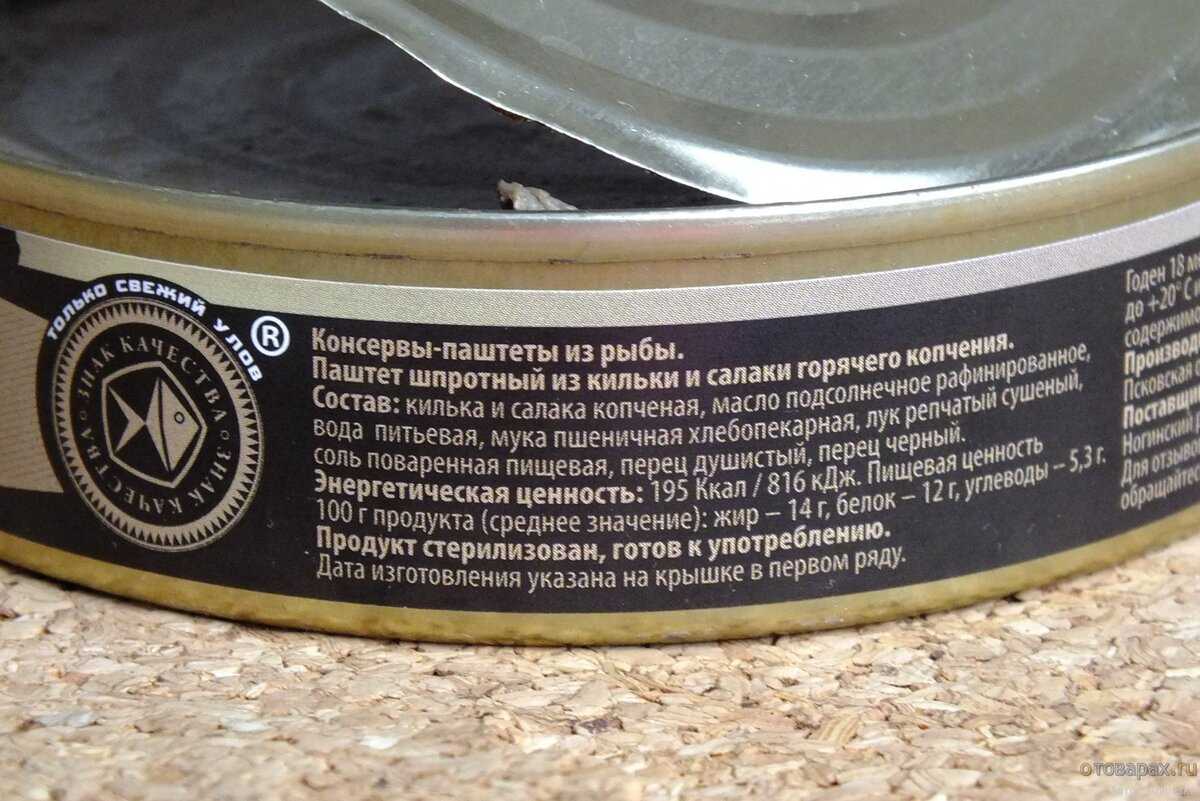 ТОЛЬКО СВЕЖИЙ УЛОВ ®
ЗНАК КАЧЕСТВА ЗНАК КАЧЕСТВА
Консервы-паштеты из рыбы.
Паштет шпротный из кильки и салаки горячего копчения.
Состав: килька и салака копченая, масло подсолнечное рафинированное,
вода питьевая, мука пшеничная хлебопекарная, лук репчатый сушеный,
соль поваренная пищевая, перец душистый, перец черный.
Энергетическая ценность: 195 Ккал / 816 кДж. Пищевая ценность
100 г продукта (среднее значение): жир – 14 г, белок – 12 г, углеводы – 5,3 г.
Продукт стерилизован, готов к употреблению.
Дата изготовления указана на крышке в первом ряду.
Годен 18
до +20° С
Псковская
Ногинский
Для
отоварах.ru